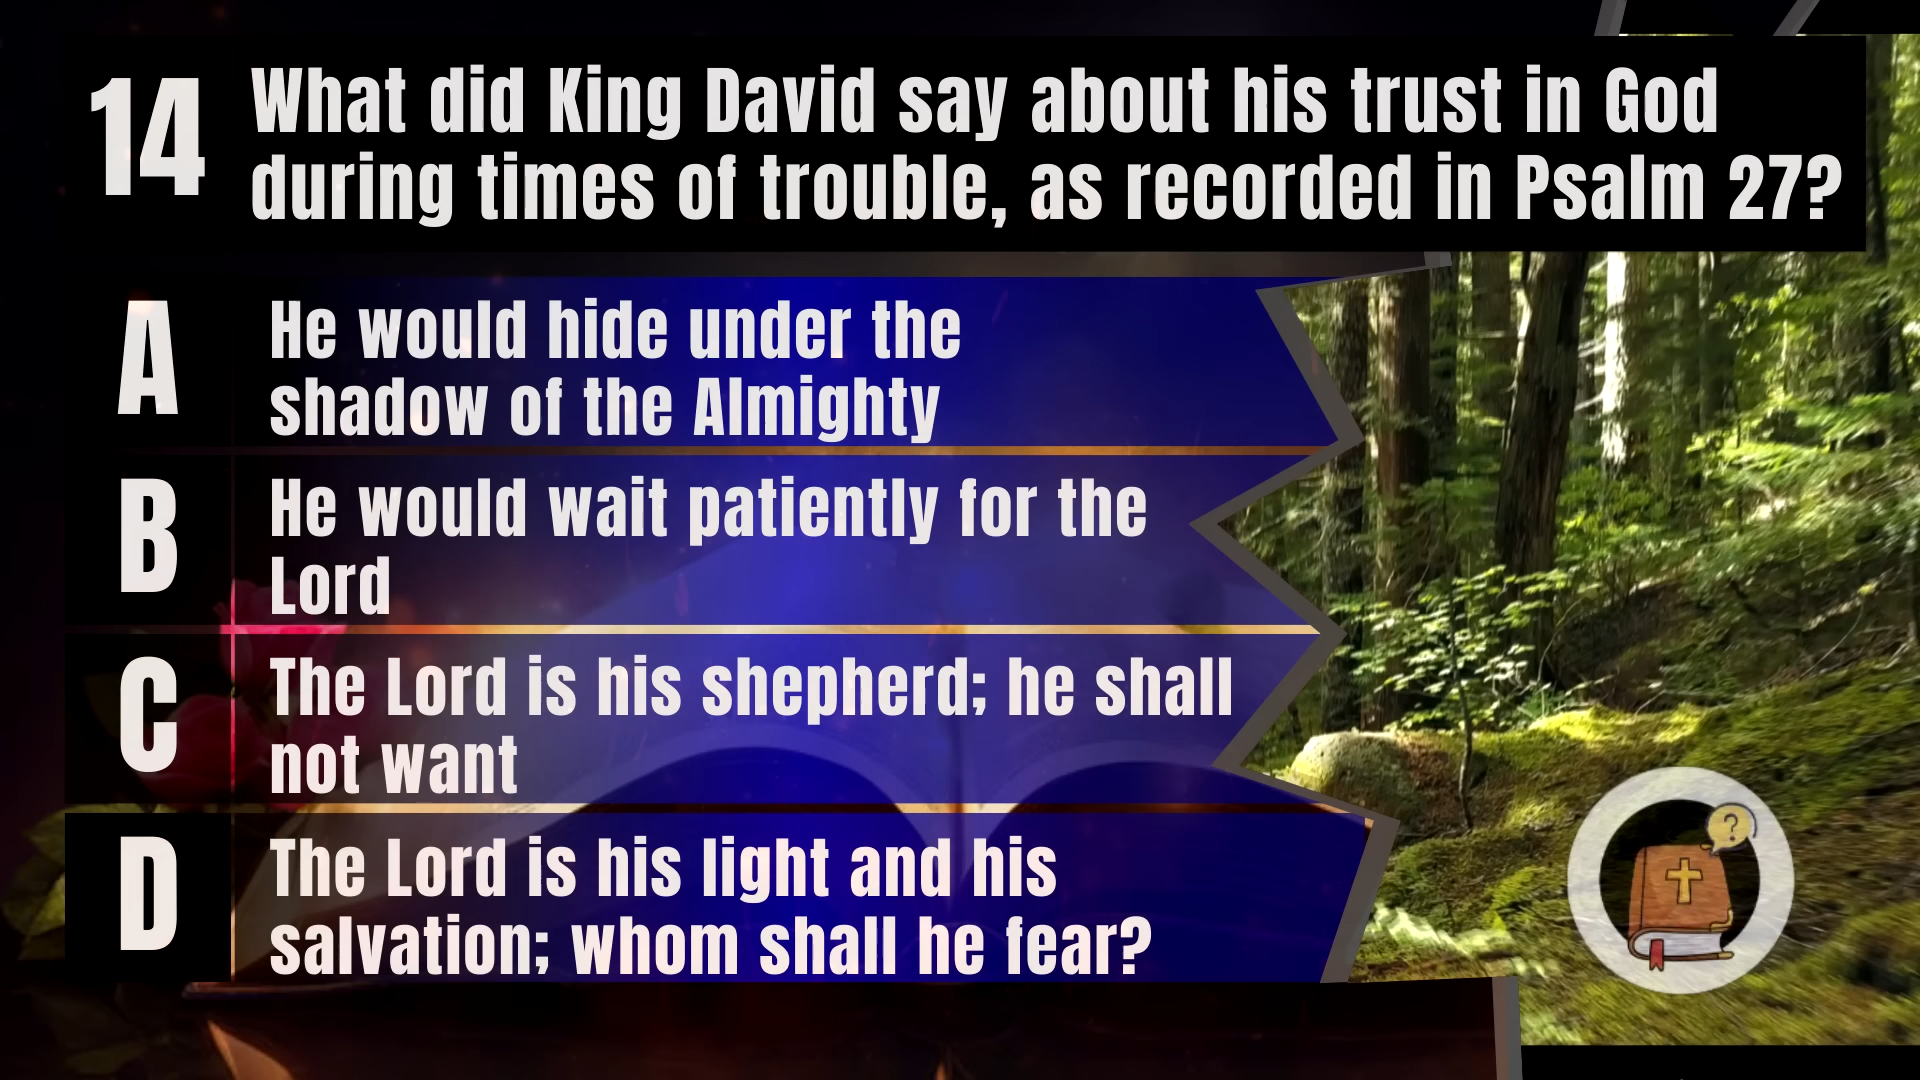 14
What did King David say about his trust in God
during times of trouble, as recorded in Psalm 27?
A
He would hide under the
shadow of the Almighty
B
He would wait patiently for the
Lord
C
The Lord is his shepherd; he shall
not want
D
The Lord is his light and his
salvation; whom shall he fear?
?